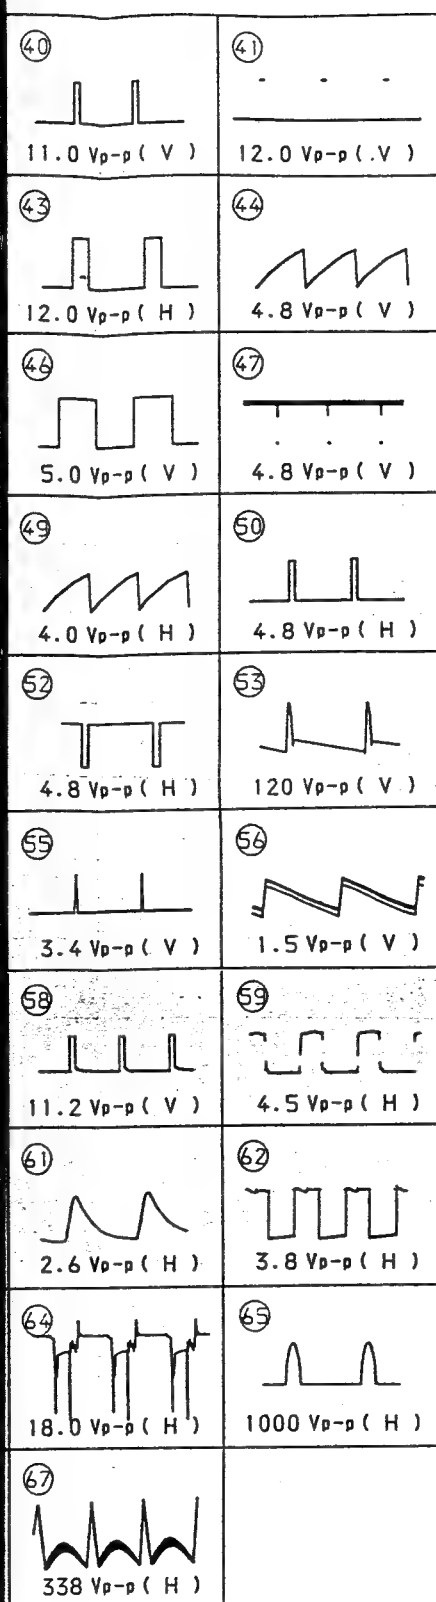 40 41
11.0 Vp-p ( V ) 12.0 Vp-p (.V )
43 44
12.0 Vp-p ( H ) 4.8 Vp-p ( V )
46 47
5.0 Vp-p ( V ) 4.8 Vp-p ( V )
49 50
4.0 Vp-p ( H ) 4.8 Vp-p ( H )
52 53
4.8 Vp-p ( H ) 120 Vp-p ( V )
55 56
3.4 Vp-p ( V ) 1.5 Vp-p ( V )
58 59
11.2 Vp-p ( V ) 4.5 Vp-p ( H )
61 62
2.6 Vp-p ( H ) 3.8 Vp-p ( H )
64 65
18.0 Vp-p ( H ) 1000 Vp-p ( H )
67
338 Vp-p ( H )